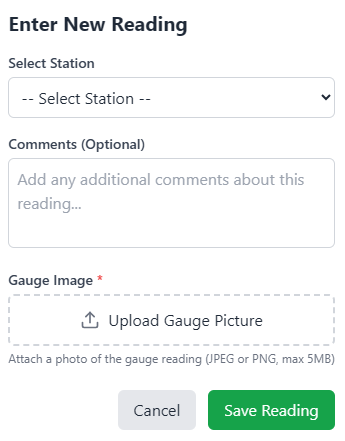 Enter New Reading
Select Station
-- Select Station --
Comments (Optional)
Add any additional comments about this
reading...
Gauge Image *
Upload Gauge Picture
Attach a photo of the gauge reading (JPEG or PNG, max 5MB)
Cancel
Save Reading